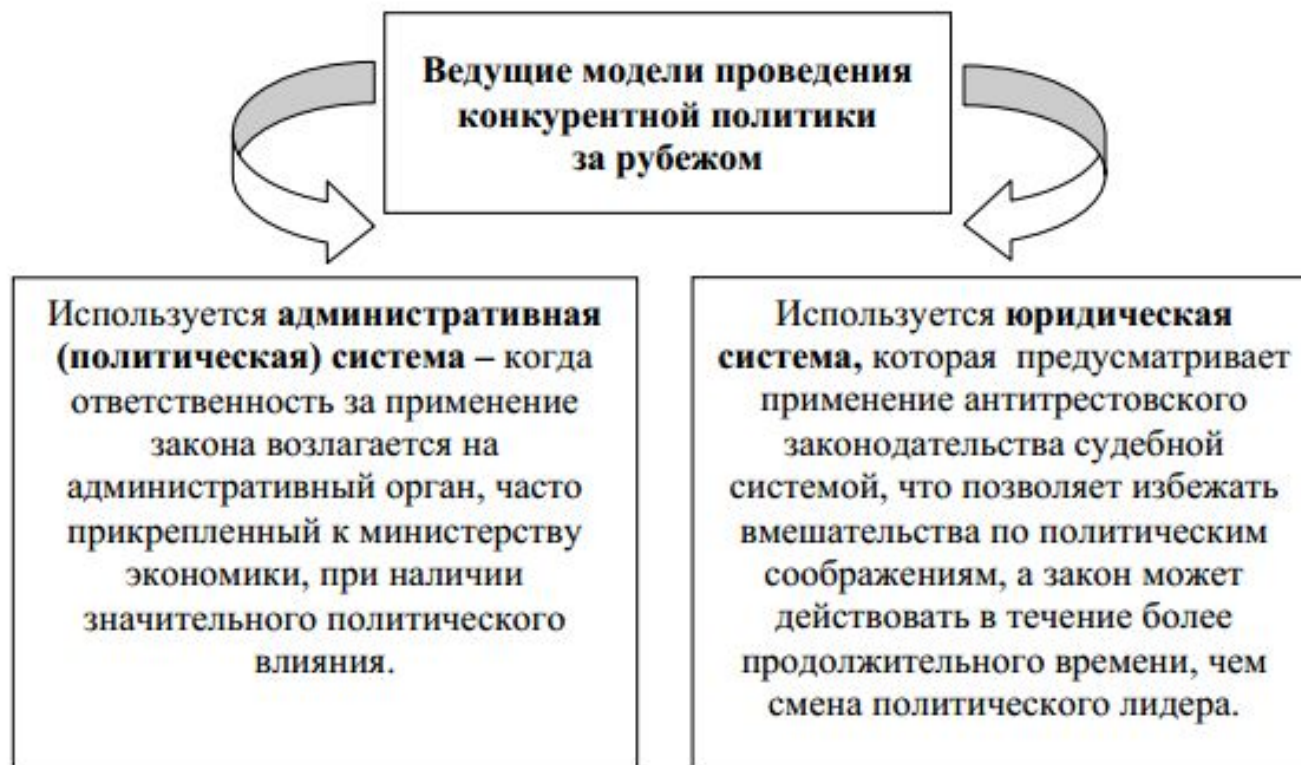 Ведущие модели проведения
конкурентной политики
за рубежом
Используется административная
(политическая) система – когда
ответственность за применение
закона возлагается на
административный орган, часто
прикрепленный к министерству
экономики, при наличии
значительного политического
влияния.
Используется юридическая
система, которая предусматривает
применение антитрестовского
законодательства судебной
системой, что позволяет избежать
вмешательства по политическим
соображениям, а закон может
действовать в течение более
продолжительного времени, чем
смена политического лидера.